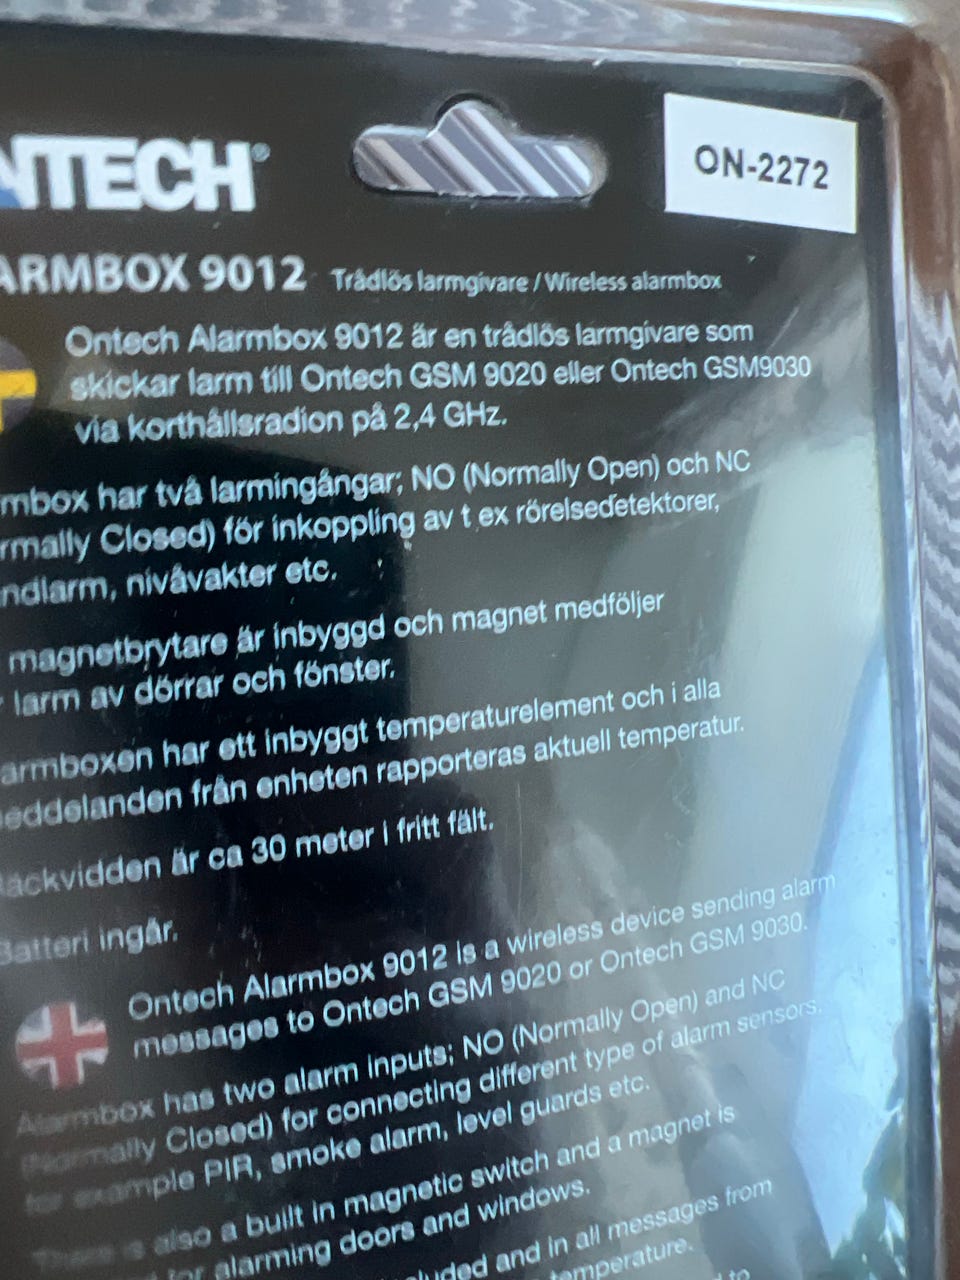 NTECH®
ON-2272
ARMBOX 9012 Trådlös larmgivare / Wireless alarmbox
Ontech Alarmbox 9012 är en trådlös larmgivare som
skickar larm till Ontech GSM 9020 eller Ontech GSM9030
via korthållsradion på 2,4 GHz.
mbox har två larmingångar; NO (Normally Open) och NC
rmally Closed) för inkoppling av t ex rörelsedetektorer,
ndlarm, nivåvakter etc.
magnetbrytare är inbyggd och magnet medföljer
larm av dörrar och fönster.
armboxen har ett inbyggt temperaturelement och i alla
eddelanden från enheten rapporteras aktuell temperatur.
äckvidden är ca 30 meter i fritt fält.
Batteri ingår.
Ontech Alarmbox 9012 is a wireless device sending alarm
messages to Ontech GSM 9020 or Ontech GSM 9030.
Alarmbox has two alarm inputs; NO (Normally Open) and NC
(Normally Closed) for connecting different type of alarm sensors.
for example PIR, smoke alarm, level guards etc.
There is also a built in magnetic switch and a magnet is
for alarming doors and windows.
cluded and in all messages from
temperature.
to